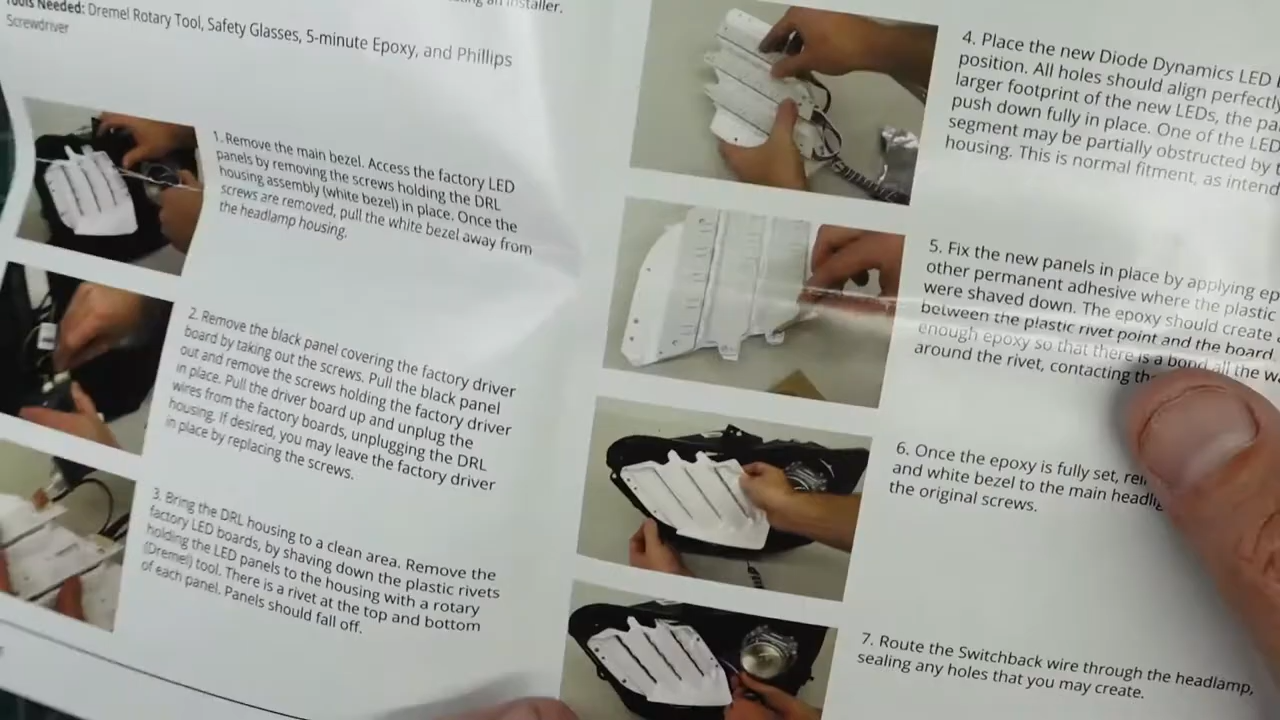 an installer.
Tools Needed: Dremel Rotary Tool, Safety Glasses, 5-minute Epoxy, and Phillips
Screwdriver
1. Remove the main bezel. Access the factory LED
panels by removing the screws holding the DRL
housing assembly (white bezel) in place. Once the
screws are removed, pull the white bezel away from
the headlamp housing.
2. Remove the black panel covering the factory driver
board by taking out the screws. Pull the black panel
out and remove the screws holding the factory driver
in place. Pull the driver board up and unplug the
wires from the factory boards, unplugging the DRL
housing. If desired, you may leave the factory driver
in place by replacing the screws.
3. Bring the DRL housing to a clean area. Remove the
factory LED boards, by shaving down the plastic rivets
holding the LED panels to the housing with a rotary
(Dremel) tool. There is a rivet at the top and bottom
of each panel. Panels should fall off.
4. Place the new Diode Dynamics LED
position. All holes should align perfectly
larger footprint of the new LEDs, the
push down fully in place. One of the LED
segment may be partially obstructed by
housing. This is normal fitment, as
5. Fix the new panels in place by applying
other permanent adhesive where the plastic
were shaved down. The epoxy should create
between the plastic rivet point and the board.
enough epoxy so that there is a bond all the
around the rivet, contacting
6. Once the epoxy is fully set,
and white bezel to the main
the original screws.
7. Route the Switchback wire through the headlamp,
sealing any holes that you may create.